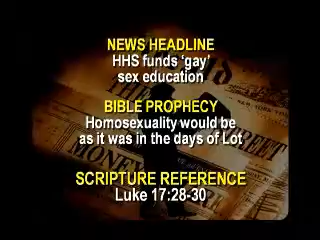 NEWS HEADLINE
HHS funds ‘gay’
sex education
BIBLE PROPHECY
Homosexuality would be
as it was in the days of Lot
SCRIPTURE REFERENCE
Luke 17:28-30